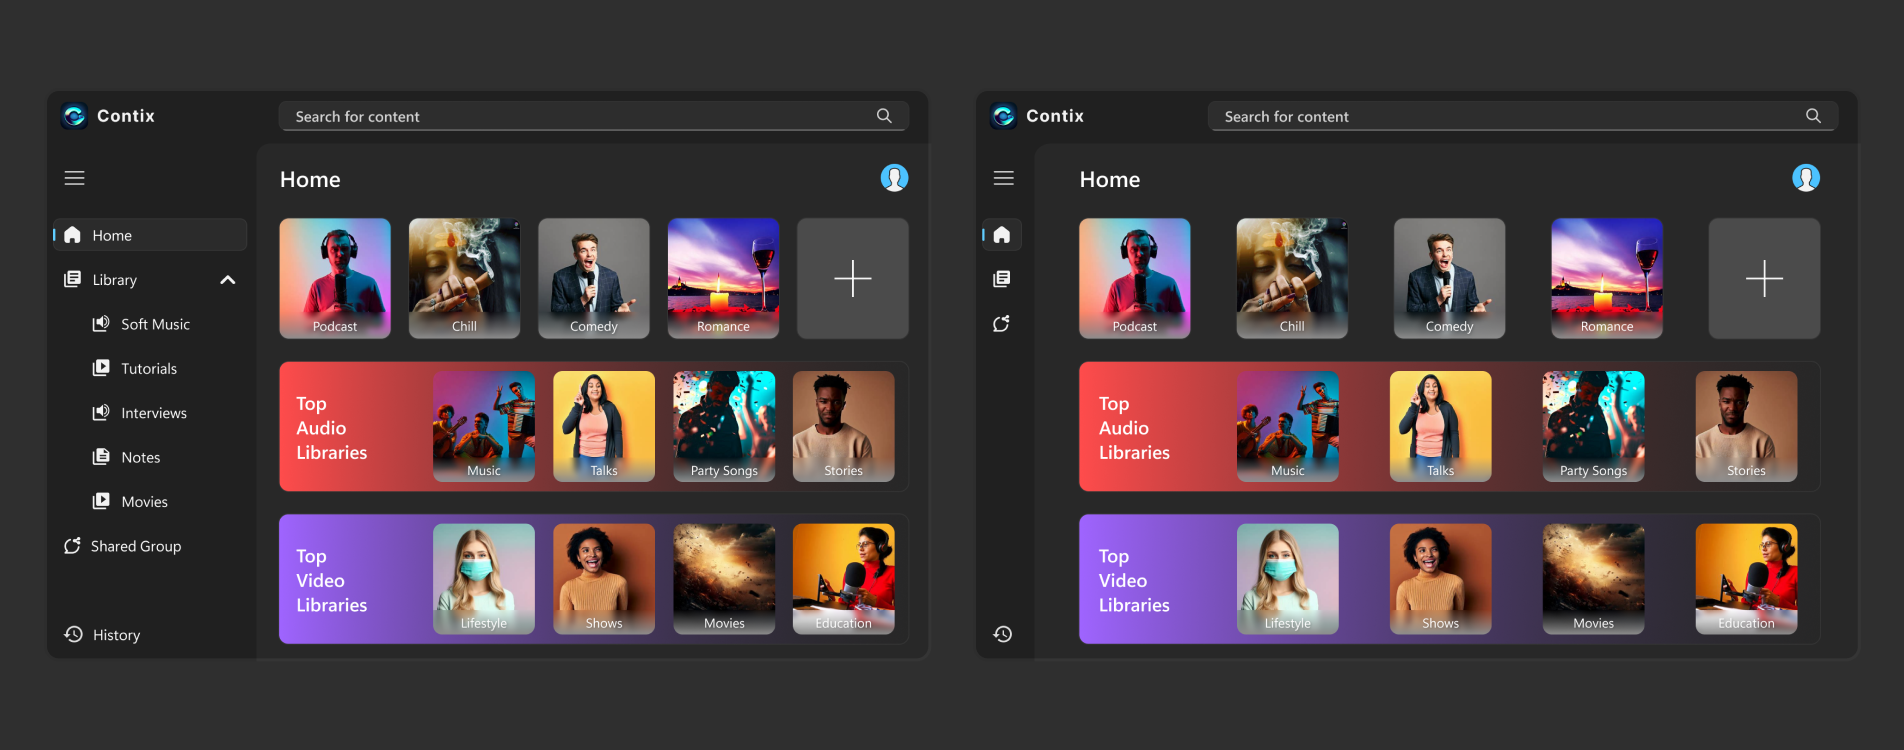 Contix
Search for content
Home
Home
Library
Soft Music
Tutorials
Interviews
Notes
Movies
Shared Group
History
Podcast
Chill
Comedy
Romance
Top
Audio
Libraries
Music
Talks
Party Songs
Stories
Top
Video
Libraries
Lifestyle
Shows
Movies
Education
Contix
Search for content
Home
Podcast
Chill
Comedy
Romance
Top
Audio
Libraries
Music
Talks
Party Songs
Stories
Top
Video
Libraries
Lifestyle
Shows
Movies
Education